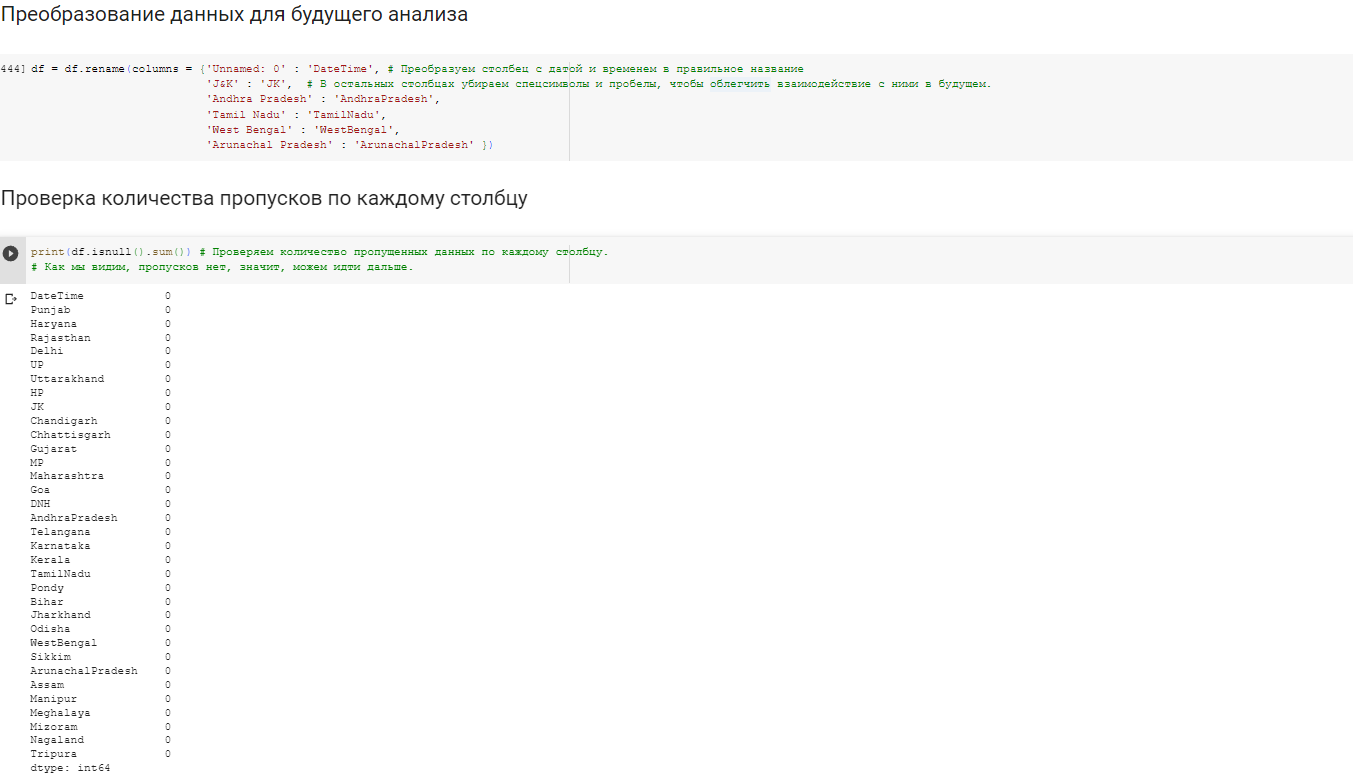 Преобразование данных для будущего анализа
444] df = df.rename(columns = {'Unnamed: 0' : 'DateTime', # Преобразуем столбец с датой и временем в правильное название
'J&K' : 'JK', # В остальных столбцах убираем спецсимволы и пробелы, чтобы облегчить взаимодействие с ними в будущем.
'Andhra Pradesh' : 'AndhraPradesh',
'Tamil Nadu' : 'TamilNadu',
'West Bengal' : 'WestBengal',
'Arunachal Pradesh' : 'ArunachalPradesh' })
Проверка количества пропусков по каждому столбцу
print(df.isnull().sum()) # Проверяем количество пропущенных данных по каждому столбцу.
# Как мы видим, пропусков нет, значит, можем идти дальше.
DateTime 0
Punjab 0
Haryana 0
Rajasthan 0
Delhi 0
UP 0
Uttarakhand 0
HP 0
JK 0
Chandigarh 0
Chhattisgarh 0
Gujarat 0
MP 0
Maharashtra 0
Goa 0
DNH 0
AndhraPradesh 0
Telangana 0
Karnataka 0
Kerala 0
TamilNadu 0
Pondy 0
Bihar 0
Jharkhand 0
Odisha 0
WestBengal 0
Sikkim 0
ArunachalPradesh 0
Assam 0
Manipur 0
Meghalaya 0
Mizoram 0
Nagaland 0
Tripura 0
dtype: int64